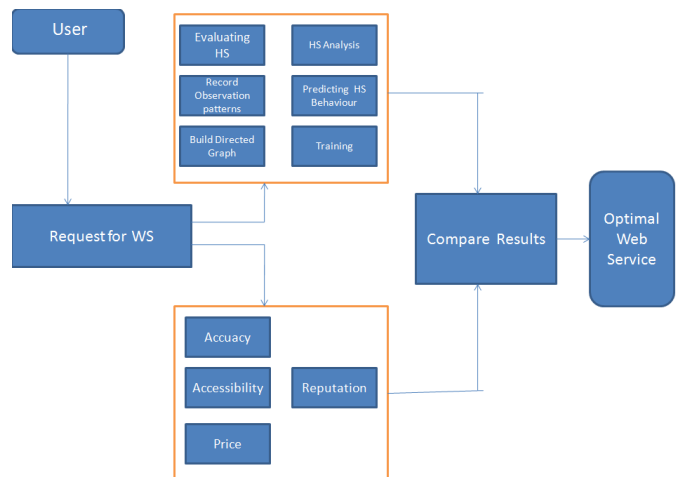 User
Evaluating
HS
HS Analysis
Record
Observation
patterns
Predicting HS
Behaviour
Build Directed
Graph
Training
Request for WS
Compare Results
Optimal
Web
Service
Accuacy
Accessibility
Reputation
Price